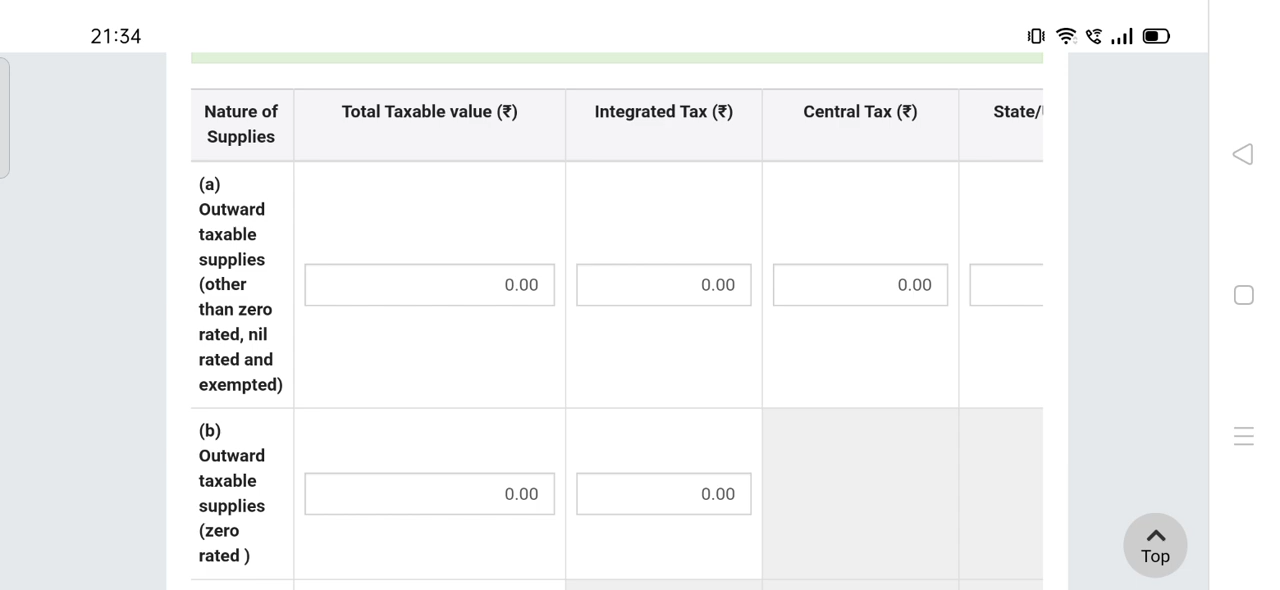 21:34
Nature of
Supplies
Total Taxable value (₹)
Integrated Tax (₹)
Central Tax (₹)
State/
(a)
Outward
taxable
supplies
(other
than zero
rated, nil
rated and
exempted)
0.00
0.00
0.00
(b)
Outward
taxable
supplies
(zero
rated )
0.00
0.00
Top